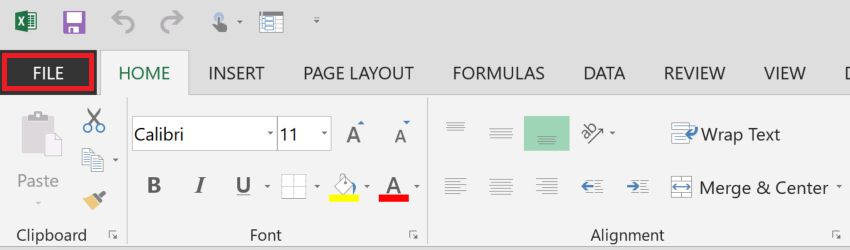 FILE HOME INSERT PAGE LAYOUT FORMULAS DATA REVIEW VIEW
Calibri 11 A A ab Wrap Text
Paste B I U A Merge & Center
Clipboard Font Alignment